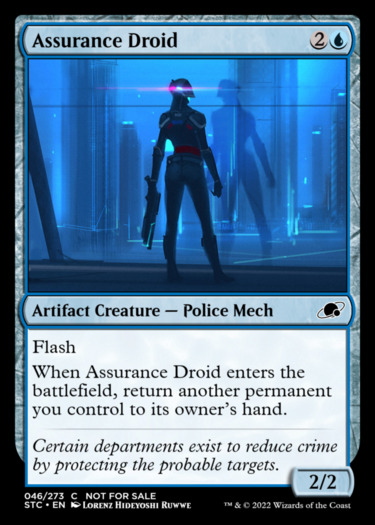 Assurance Droid 2
Artifact Creature — Police Mech
Flash
When Assurance Droid enters the
battlefield, return another permanent
you control to its owner's hand.
Certain departments exist to reduce crime
by protecting the probable targets.
2/2
046/273 C NOT FOR SALE
STC • EN Lorenz Hideyoshi Ruwwe
™ & © 2022 Wizards of the Coast